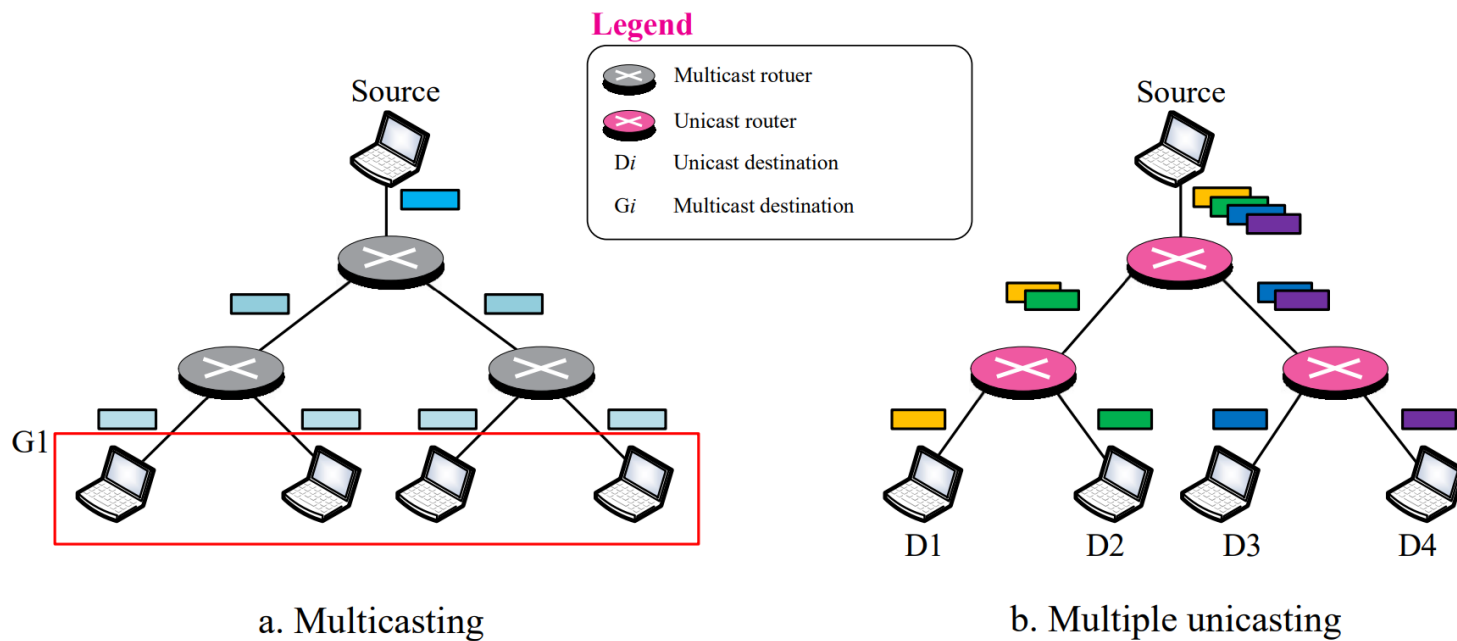 Legend
Multicast rotuer
Unicast router
Di Unicast destination
Gi Multicast destination
Source
Source
G1
D1 D2 D3 D4
a. Multicasting
b. Multiple unicasting